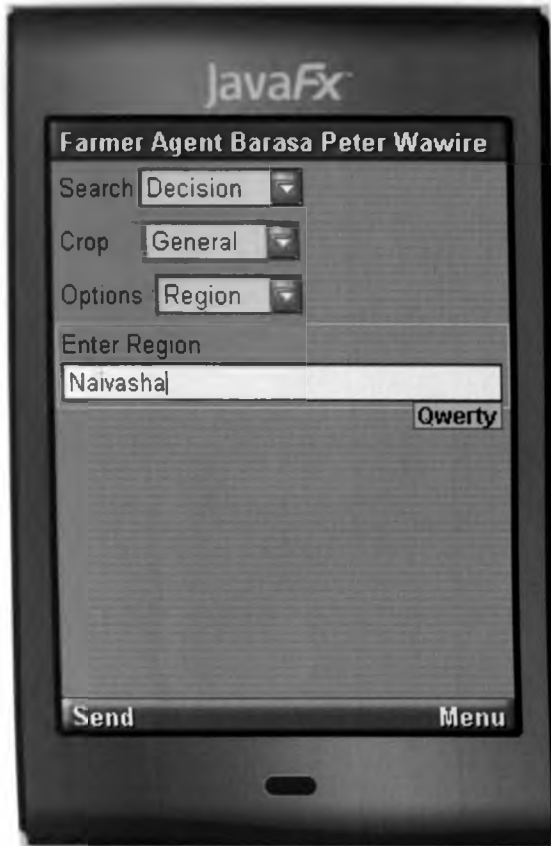 JavaFx
Farmer Agent Barasa Peter Wawire
Search Decision
Crop General
Options Region
Enter Region
Naivasha
Qwerty
Send Menu